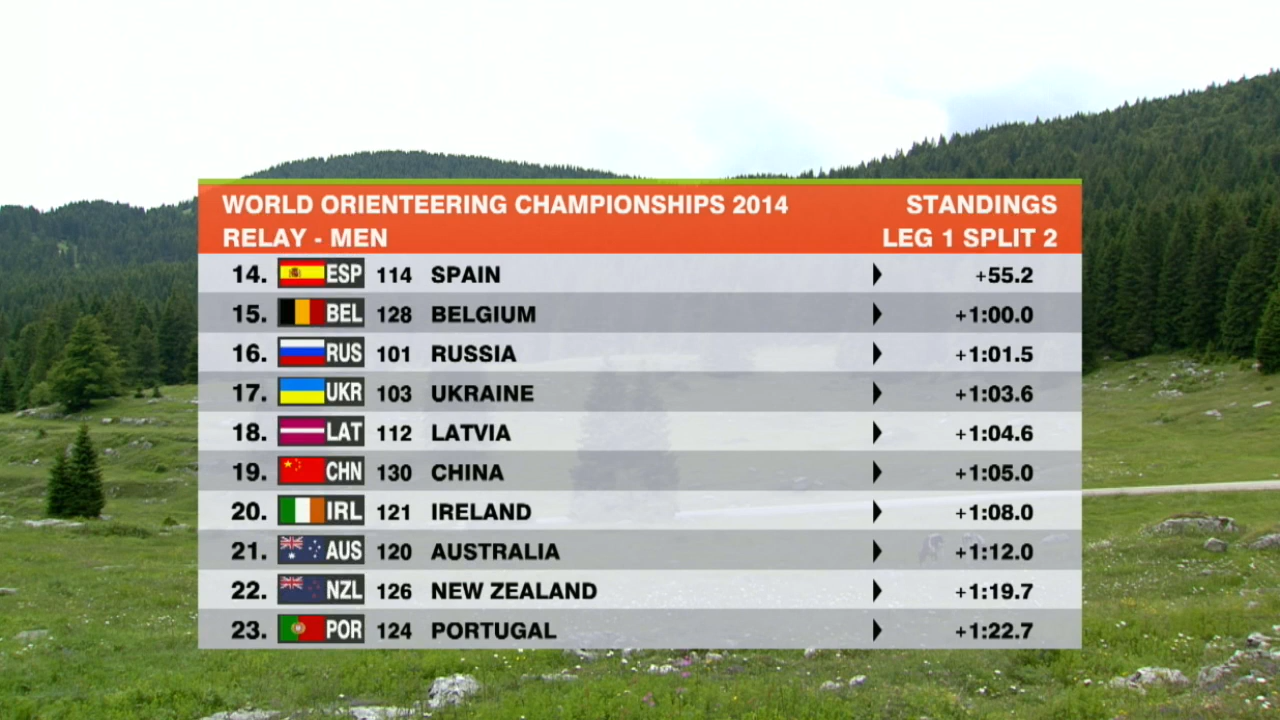 WORLD ORIENTEERING CHAMPIONSHIPS 2014 STANDINGS
RELAY - MEN LEG 1 SPLIT 2
14. ESP 114 SPAIN +55.2
15. BEL 128 BELGIUM +1:00.0
16. RUS 101 RUSSIA +1:01.5
17. UKR 103 UKRAINE +1:03.6
18. LAT 112 LATVIA +1:04.6
19. CHN 130 CHINA +1:05.0
20. IRL 121 IRELAND +1:08.0
21. AUS 120 AUSTRALIA +1:12.0
22. NZL 126 NEW ZEALAND +1:19.7
23. POR 124 PORTUGAL +1:22.7